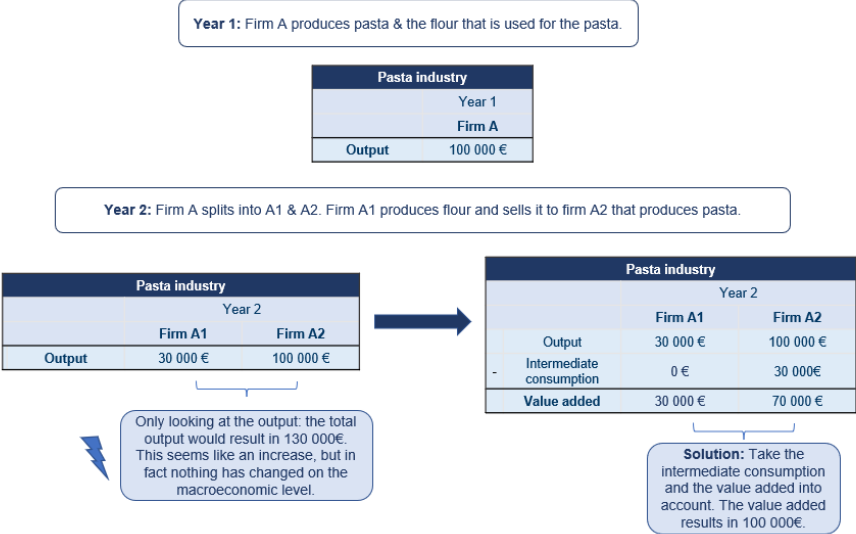 Year 1: Firm A produces pasta & the flour that is used for the pasta.
Pasta industry
Year 1
Firm A
Output 100 000 €
Year 2: Firm A splits into A1 & A2. Firm A1 produces flour and sells it to firm A2 that produces pasta.
Pasta industry
Year 2
Firm A1 Firm A2
Output 30 000 € 100 000 €
Only looking at the output: the total
output would result in 130 000€.
This seems like an increase, but in
fact nothing has changed on the
macroeconomic level.
Pasta industry
Year 2
Firm A1 Firm A2
Output 30 000 € 100 000 €
- Intermediate
consumption 0 € 30 000€
Value added 30 000 € 70 000 €
Solution: Take the
intermediate consumption
and the value added into
account. The value added
results in 100 000€.